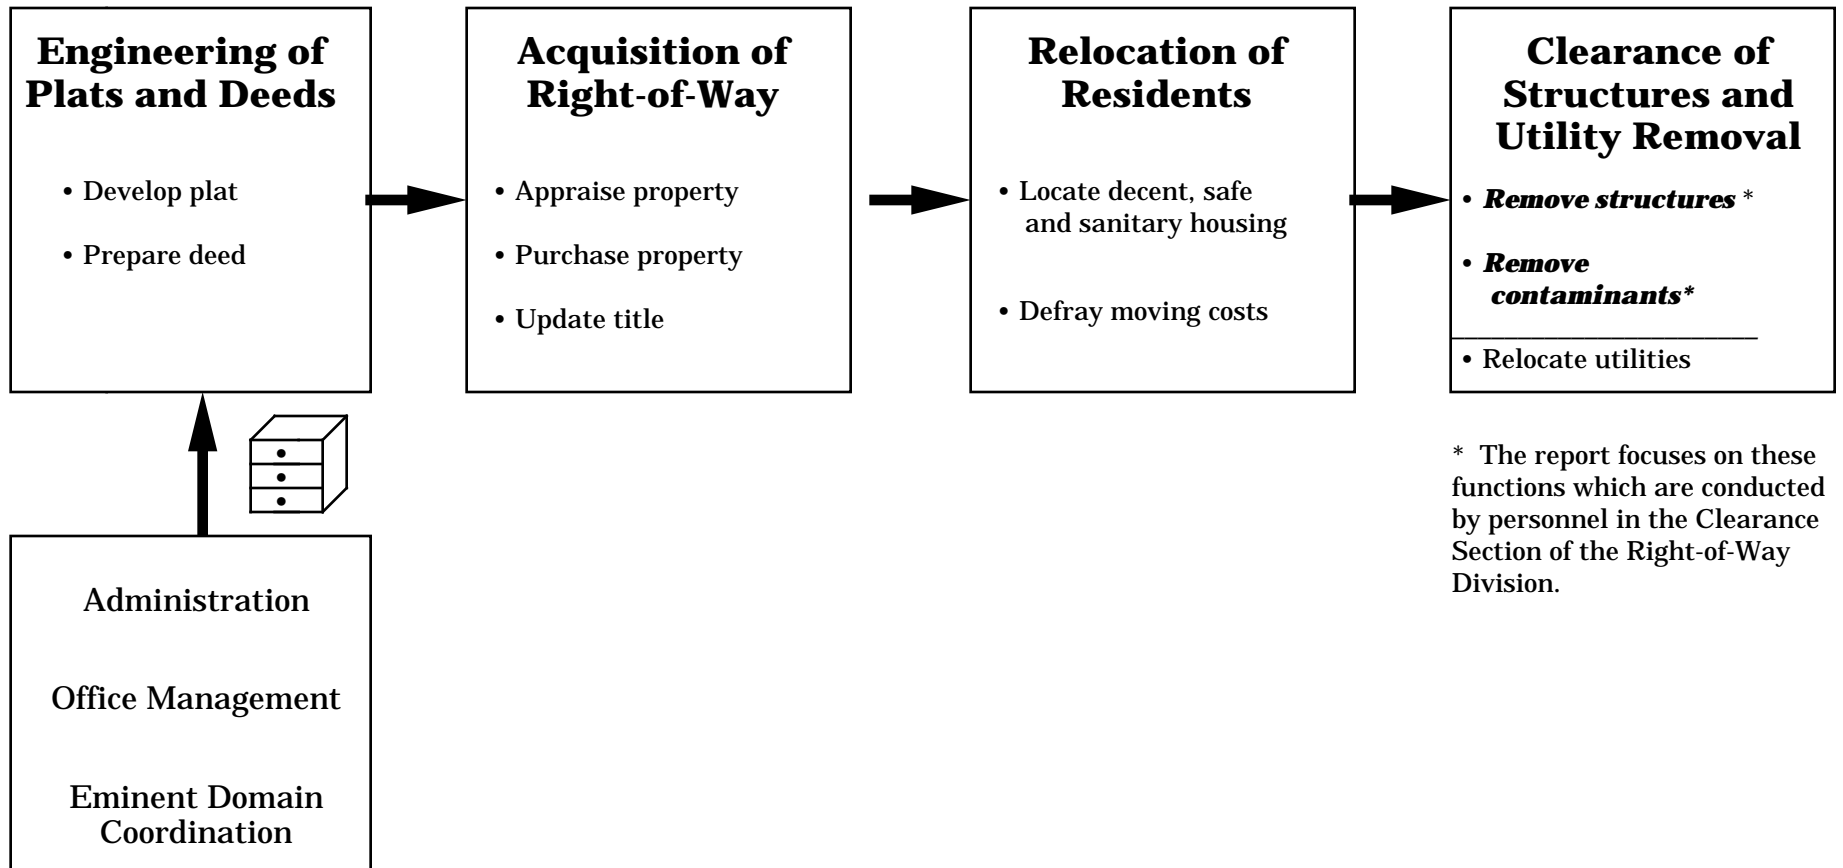 Engineering of
Plats and Deeds
• Develop plat
• Prepare deed
Acquisition of
Right-of-Way
• Appraise property
• Purchase property
• Update title
Relocation of
Residents
• Locate decent, safe
and sanitary housing
• Defray moving costs
Clearance of
Structures and
Utility Removal
• Remove structures *
• Remove
contaminants*
• Relocate utilities
* The report focuses on these
functions which are conducted
by personnel in the Clearance
Section of the Right-of-Way
Division.
Administration
Office Management
Eminent Domain
Coordination